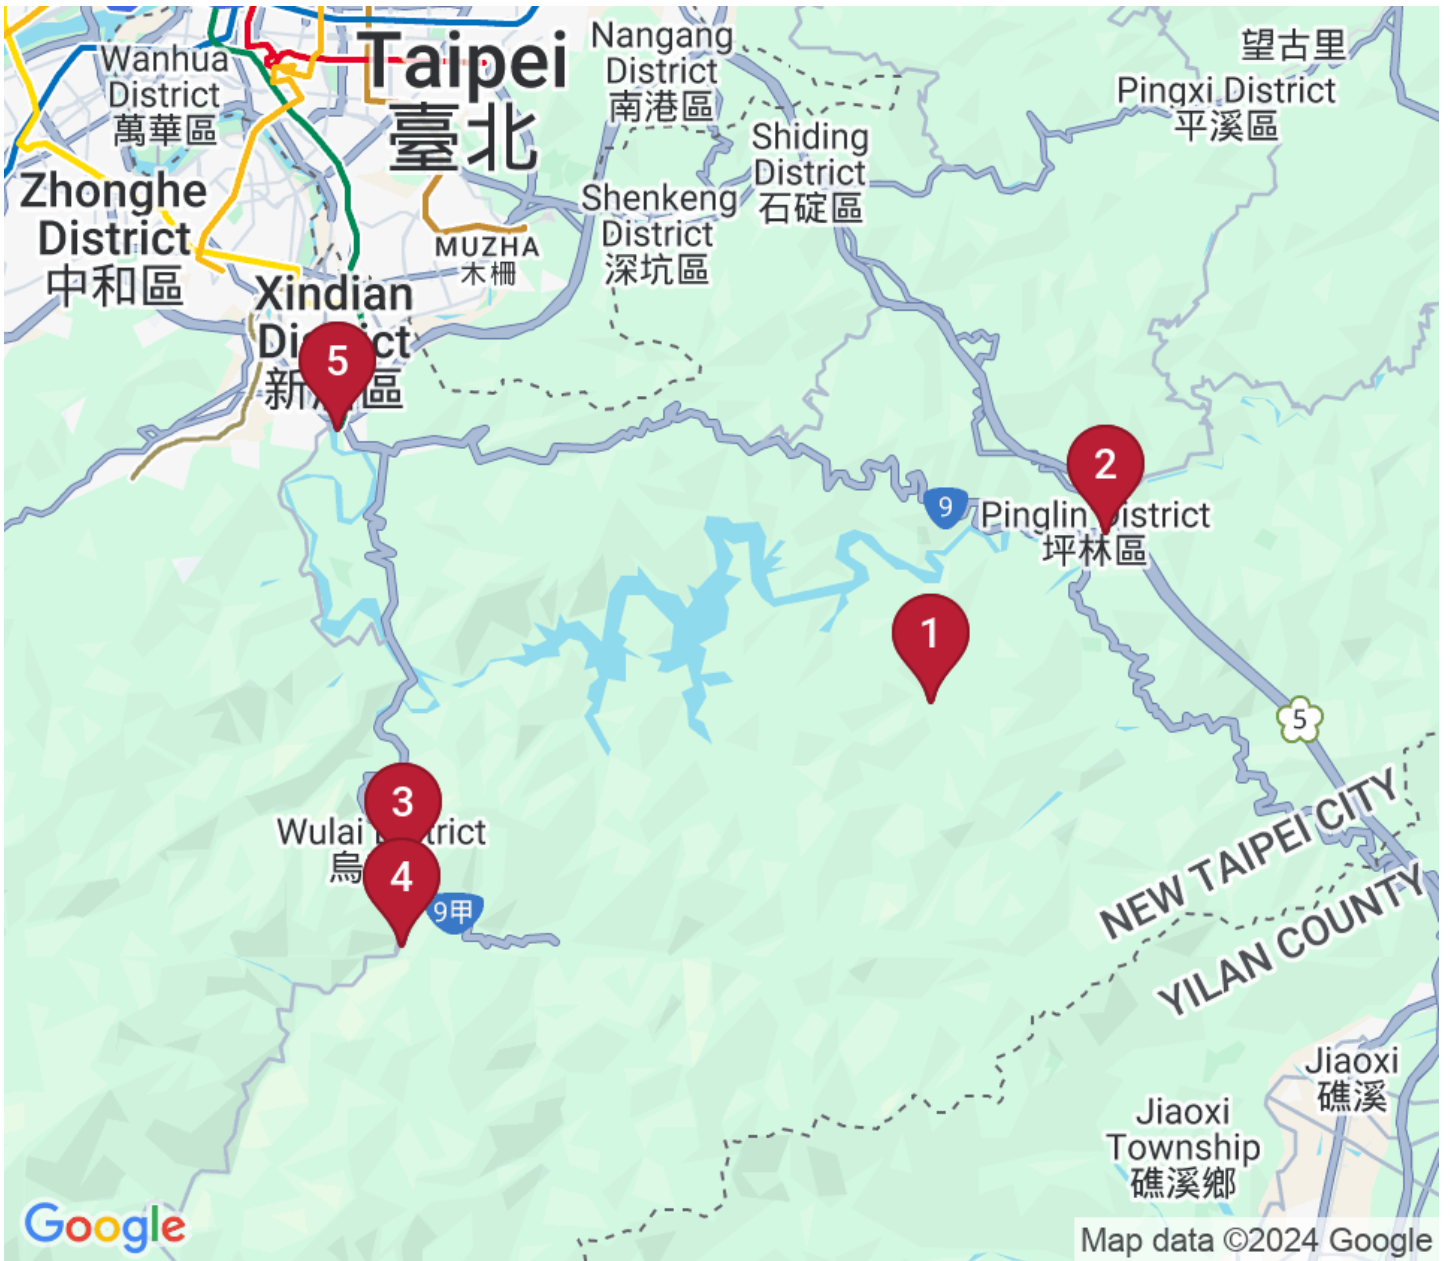 Wanhua
District
萬華區
Taipei
臺北
Nangang
District
南港區
望古里
Pingxi District
平溪區
Shiding
District
石碇區
Zhonghe
District
中和區
MUZHA
木柵
Shenkeng
District
深坑區
Xindian
5
2
9
Pinglin District
坪林區
1
5
3
Wulai District
烏
4
9甲
NEW TAIPEI CITY
YILAN COUNTY
Jiaoxi
礁溪
Jiaoxi
Township
礁溪鄉
Google
Map data ©2024 Google